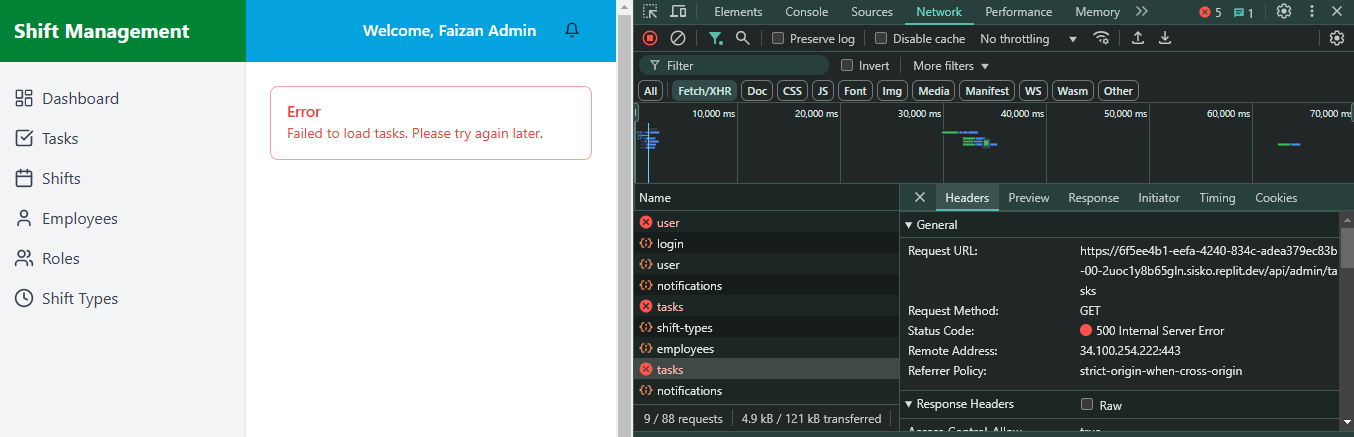 Shift Management
Welcome, Faizan Admin
Dashboard
Tasks
Shifts
Employees
Roles
Shift Types
Error
Failed to load tasks. Please try again later.
Elements Console Sources Network Performance Memory 5 1
Preserve log Disable cache No throttling
Filter Invert More filters
All Fetch/XHR Doc CSS JS Font Img Media Manifest WS Wasm Other
10,000 ms 20,000 ms 30,000 ms 40,000 ms 50,000 ms 60,000 ms 70,000 ms
Name
user
login
user
notifications
tasks
shift-types
employees
tasks
notifications
9 / 88 requests 4.9 kB / 121 kB transferred
Headers Preview Response Initiator Timing Cookies
General
Request URL: https://6f5ee4b1-eefa-4240-834c-adea379ec83b
-00-2uoc1y8b65gln.sisko.replit.dev/api/admin/ta
sks
Request Method: GET
Status Code: 500 Internal Server Error
Remote Address: 34.100.254.222:443
Referrer Policy: strict-origin-when-cross-origin
Response Headers Raw